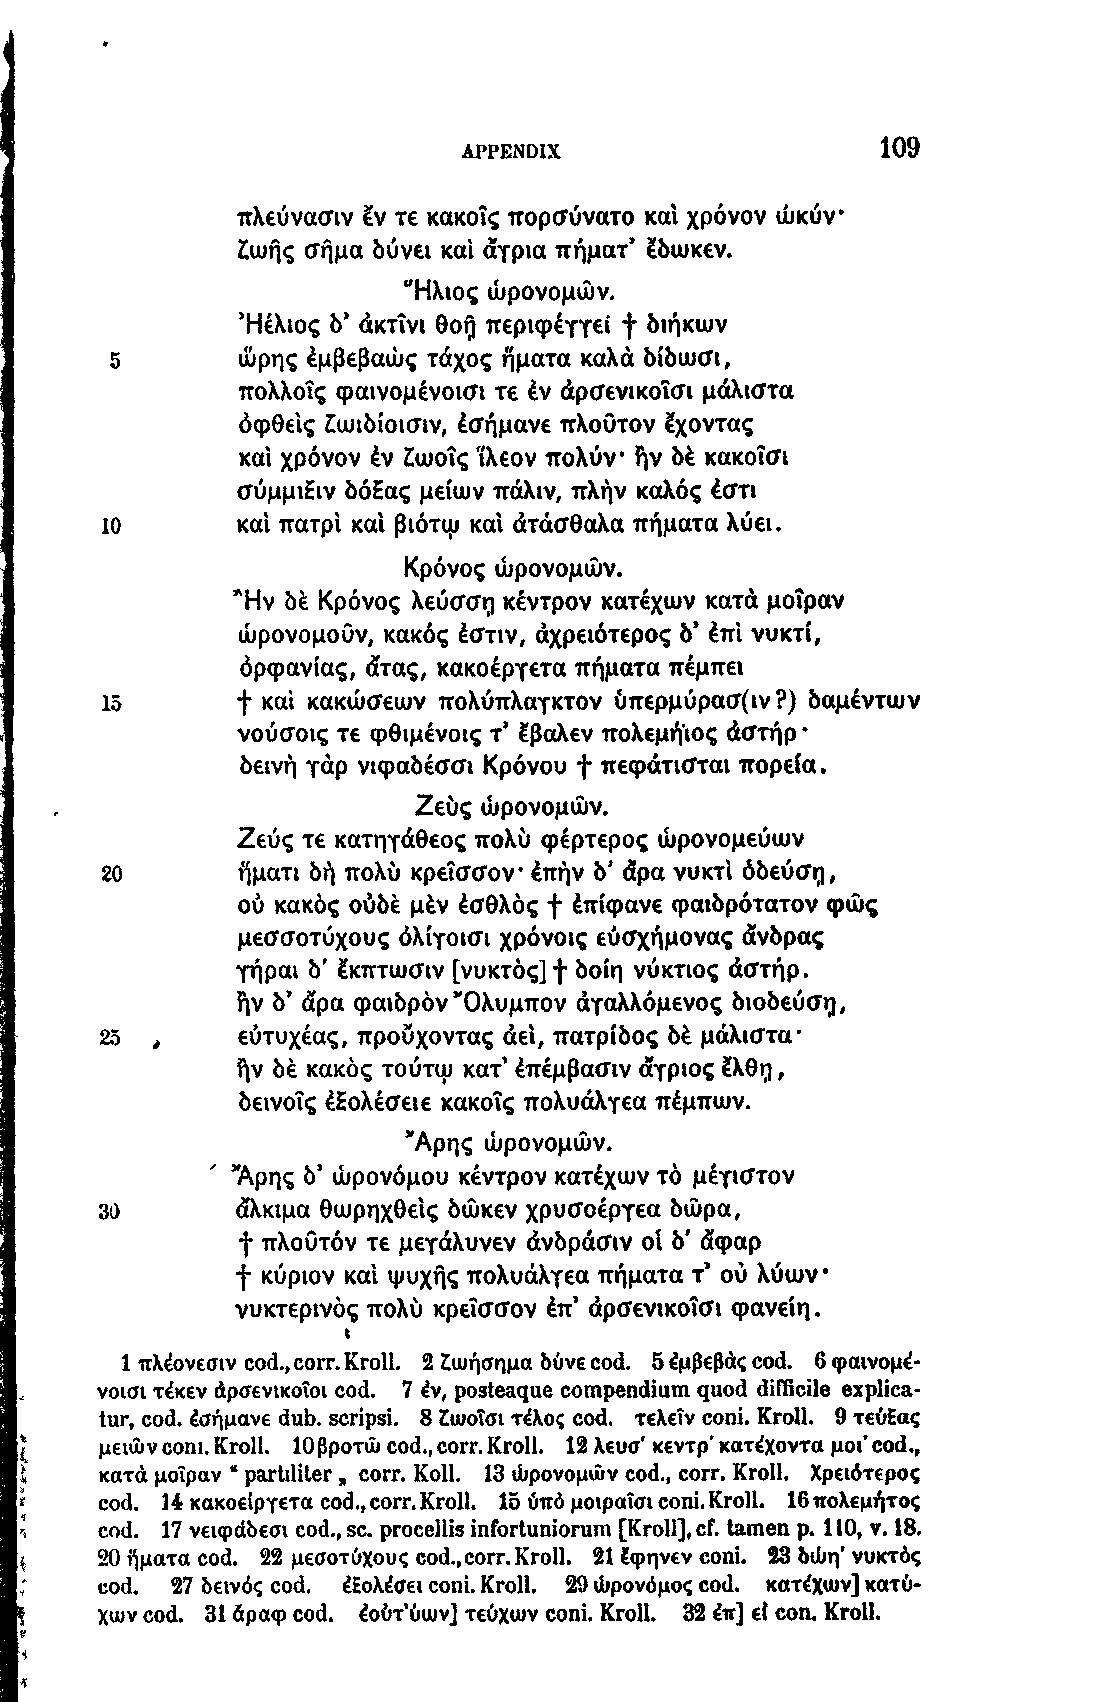 APPENDIX 109
πλεύνασιν ἔν τε κακοῖς πορσύνατο καὶ χρόνον ὠκύν·
ζωῆς σῆμα δύνει καὶ ἄγρια πήματ' ἔδωκεν.
Ἥλιος ὡρονομῶν.
Ἠέλιος δ' ἀκτῖνι θοῇ περιφέγγεί † διήκων
5 ὥρης ἐμβεβαὼς τάχος ἤματα καλὰ δίδωσι,
πολλοῖς φαινομένοισι τε ἐν ἀρσενικοῖσι μάλιστα
ὀφθεὶς ζωιδίοισιν, ἐσήμανε πλοῦτον ἔχοντας
καὶ χρόνον ἐν ζωοῖς ἵλεον πολύν· ἢν δὲ κακοῖσι
σύμμιξιν δόξας μείων πάλιν, πλὴν καλός ἐστι
10 καὶ πατρὶ καὶ βιότῳ καὶ ἀτάσθαλα πήματα λύει.
Κρόνος ὡρονομῶν.
Ἢν δὲ Κρόνος λεύσσῃ κέντρον κατέχων κατὰ μοῖραν
ὡρονομοῦν, κακός ἐστιν, ἀχρειότερος δ' ἐπὶ νυκτί,
ὀρφανίας, ἄτας, κακοέργετα πήματα πέμπει
15 † καὶ κακώσεων πολύπλαγκτον ὑπερμύρασ(ιν?) δαμέντων
νούσοις τε φθιμένοις τ' ἔβαλεν πολεμήϊος ἀστήρ·
δεινὴ γὰρ νιφαδέσσι Κρόνου † πεφάτισται πορεία.
Ζεὺς ὡρονομῶν.
Ζεύς τε κατηγάθεος πολὺ φέρτερος ὡρονομεύων
20 ἤματι δὴ πολὺ κρεῖσσον· ἐπὴν δ' ἄρα νυκτὶ ὁδεύσῃ,
οὐ κακὸς οὐδὲ μὲν ἐσθλὸς † ἐπίφανε φαιδρότατον φῶς
μεσσοτύχους ὀλίγοισι χρόνοις εὐσχήμονας ἄνδρας
γήραι δ' ἔκπτωσιν [νυκτὸς] † δοίη νύκτιος ἀστήρ.
ἢν δ' ἄρα φαιδρὸν Ὄλυμπον ἀγαλλόμενος διοδεύσῃ,
25 εὐτυχέας, προὔχοντας ἀεὶ, πατρίδος δὲ μάλιστα·
ἢν δὲ κακὸς τούτῳ κατ' ἐπέμβασιν ἄγριος ἔλθῃ,
δεινοῖς ἐξολέσειε κακοῖς πολυάλγεα πέμπων.
Ἄρης ὡρονομῶν.
Ἄρης δ' ὡρονόμου κέντρον κατέχων τὸ μέγιστον
30 ἄλκιμα θωρηχθεὶς δῶκεν χρυσοέργεα δῶρα,
† πλοῦτόν τε μεγάλυνεν ἀνδράσιν οἱ δ' ἄφαρ
† κύριον καὶ ψυχῆς πολυάλγεα πήματα τ' οὐ λύων·
νυκτερινὸς πολὺ κρεῖσσον ἐπ' ἀρσενικοῖσι φανείη.
1 πλέονεσιν cod., corr. Kroll. 2 ζωήσημα δύνε cod. 5 ἐμβεβὰς cod. 6 φαινομέ-
νοισι τέκεν ἀρσενικοῖοι cod. 7 ἐν, posteaque compendium quod difficile explica-
tur, cod. ἐσήμανε dub. scripsi. 8 ζωοῖσι τέλος cod. τελεῖν coni. Kroll. 9 τεύξας
μειῶν coni. Kroll. 10 βροτῶ cod., corr. Kroll. 12 λευσ' κεντρ' κατέχοντα μοι' cod.,
κατὰ μοῖραν “ partiliter „ corr. Koll. 13 ὡρονομῶν cod., corr. Kroll. Χρειότερος
cod. 14 κακοείργετα cod., corr. Kroll. 15 ὑπὸ μοιραῖσι coni. Kroll. 16 πολεμήτος
cod. 17 νειφάδεσι cod., sc. procellis infortuniorum [Kroll], cf. tamen p. 110, v. 18.
20 ἤματα cod. 22 μεσοτύχους cod., corr. Kroll. 21 ἔφηνεν coni. 23 δώη' νυκτὸς
cod. 27 δεινός cod. ἐξολέσει coni. Kroll. 29 ὡρονόμος cod. κατέχων] κατύ-
χων cod. 31 ἄραφ cod. ἐούτ'ύων] τεύχων coni. Kroll. 32 ἐπ] εἰ con. Kroll.